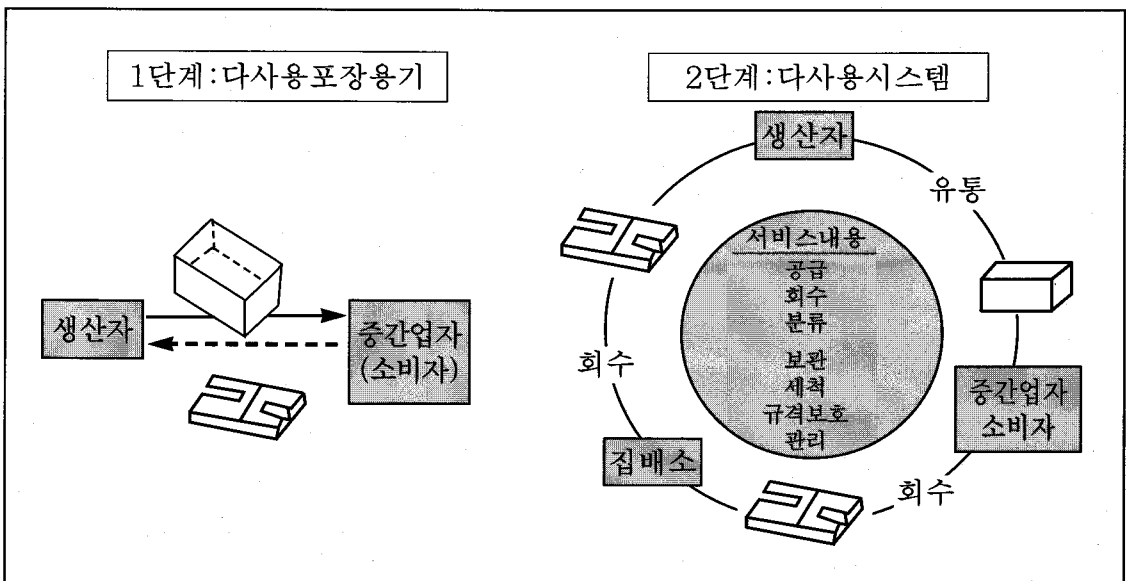 1단계:다사용포장용기
생산자
중간업자
(소비자)
2단계:다사용시스템
생산자
유통
서비스내용
공급
회수
분류
보관
세척
규격보호
관리
중간업자
소비자
회수
집배소
회수